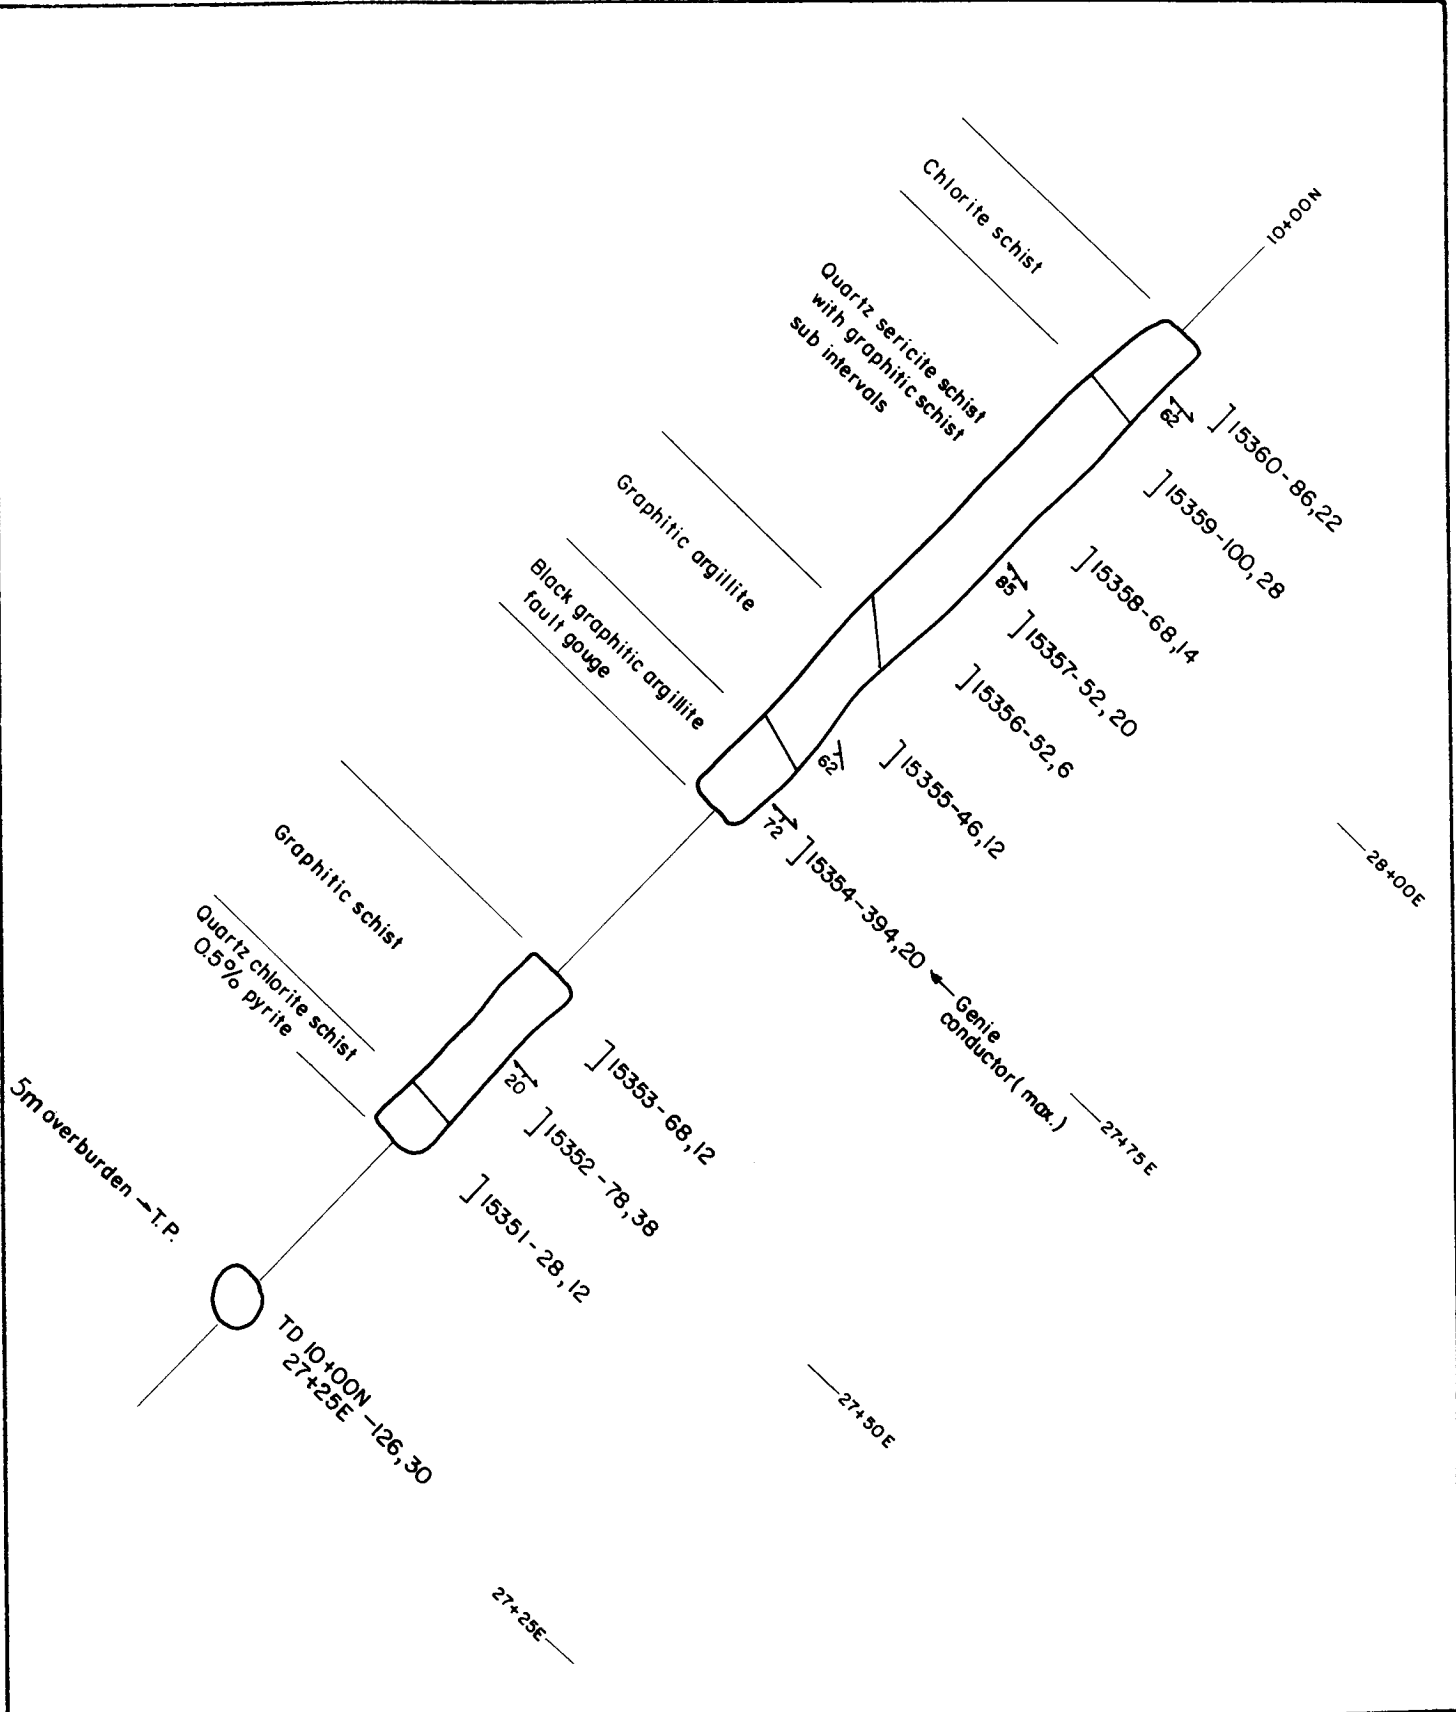 10+00N
Chlorite schist
Quartz sericite schist
with graphitic schist
sub intervals
Graphitic argillite
Black graphitic argillite
fault gouge
Graphitic schist
Quartz chlorite schist
0.5% pyrite
5m overburden → T.P.
62
]15360-86,22
]15359-100,28
]15358-68,14
85
]15357-52,20
]15356-52,6
62
]15355-46,12
72
]15354-394,20
Genie
conductor (max.)
]15353-68,12
20
]15352-78,38
]15351-28,12
TD 10+00N
27+25E -126,30
28+00E
27+75E
27+50E
27+25E